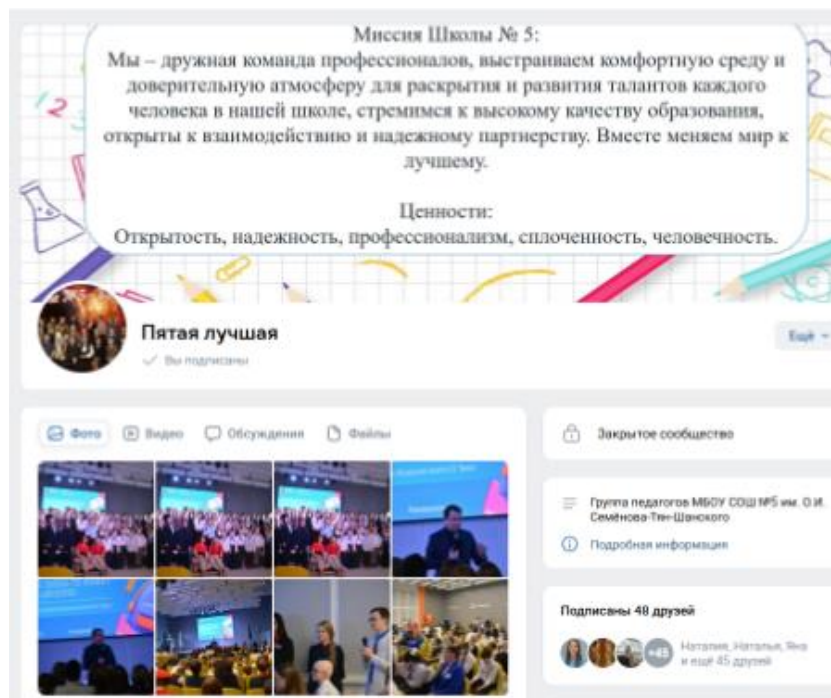 Миссия Школы № 5:
Мы – дружная команда профессионалов, выстраиваем комфортную среду и
доверительную атмосферу для раскрытия и развития талантов каждого
человека в нашей школе, стремимся к высокому качеству образования,
открыты к взаимодействию и надежному партнерству. Вместе меняем мир к
лучшему.
Ценности:
Открытость, надежность, профессионализм, сплоченность, человечность.
Пятая лучшая
Вы подписаны
Ещё
Фото Видео Обсуждения Файлы
Закрытое сообщество
Группа педагогов МБОУ СОШ №5 им. О.И.
Семёнова-Тян-Шанского
Подробная информация
Подписаны 48 друзей
+45
Наталия, Наталья, Яна
и ещё 45 друзей